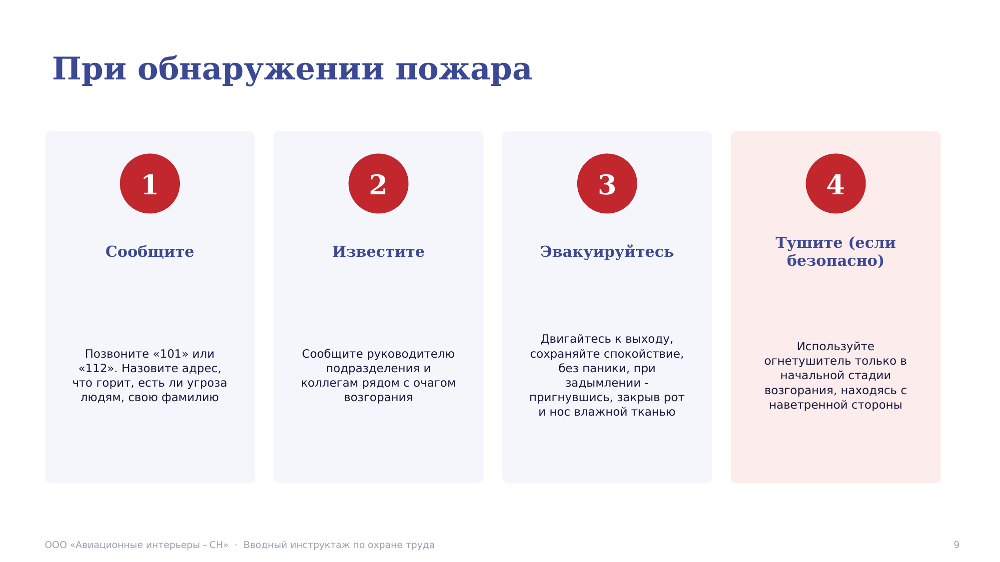 При обнаружении пожара
1
Сообщите
Позвоните «101» или
«112». Назовите адрес,
что горит, есть ли угроза
людям, свою фамилию
2
Известите
Сообщите руководителю
подразделения и
коллегам рядом с очагом
возгорания
3
Эвакуируйтесь
Двигайтесь к выходу,
сохраняйте спокойствие,
без паники, при
задымлении -
пригнувшись, закрыв рот
и нос влажной тканью
4
Тушите (если
безопасно)
Используйте
огнетушитель только в
начальной стадии
возгорания, находясь с
наветренной стороны
ООО «Авиационные интерьеры - СН» · Вводный инструктаж по охране труда
9